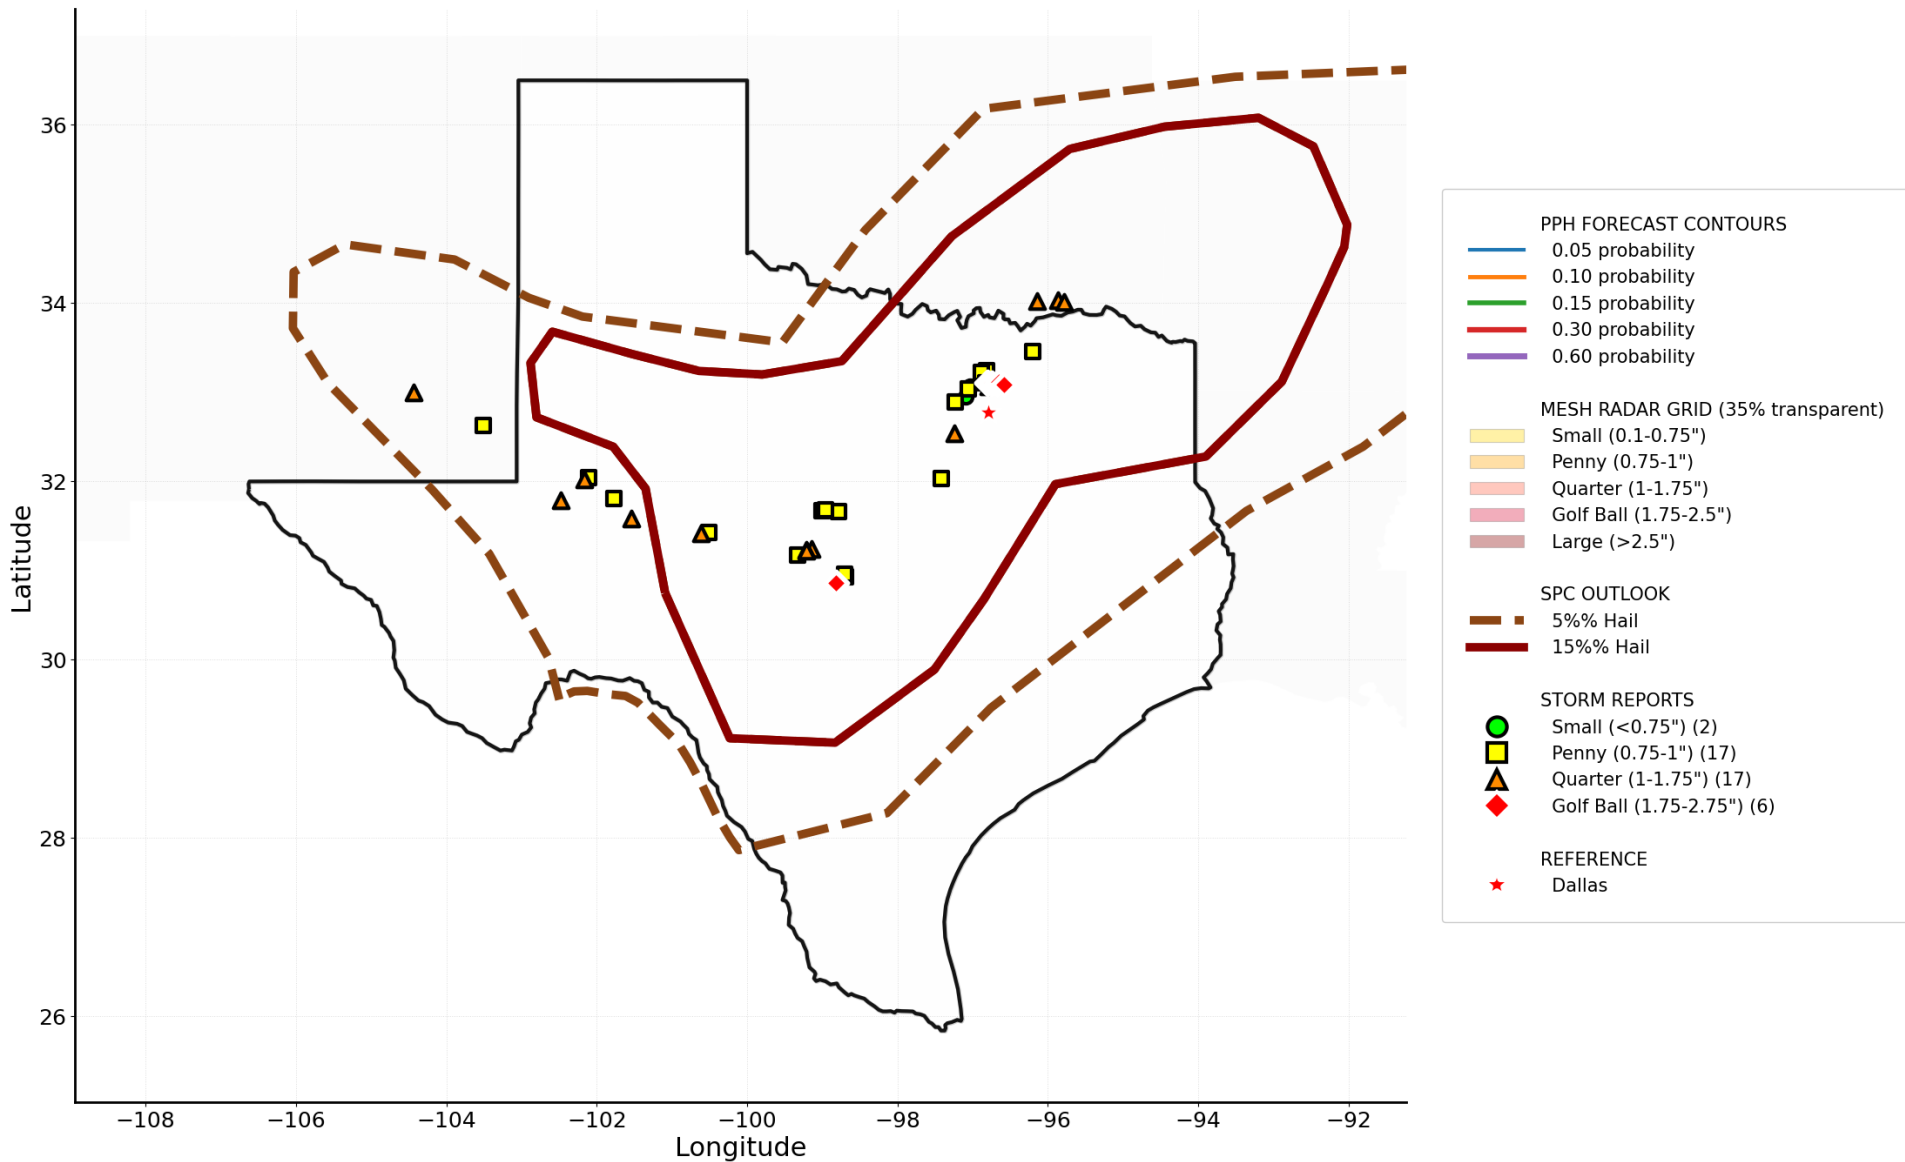 36
34
32
30
28
26
Latitude
−108
−106
−104
−102
−100
−98
−96
−94
−92
Longitude
PPH FORECAST CONTOURS
0.05 probability
0.10 probability
0.15 probability
0.30 probability
0.60 probability
MESH RADAR GRID (35% transparent)
Small (0.1-0.75")
Penny (0.75-1")
Quarter (1-1.75")
Golf Ball (1.75-2.5")
Large (>2.5")
SPC OUTLOOK
5%% Hail
15%% Hail
STORM REPORTS
Small (<0.75") (2)
Penny (0.75-1") (17)
Quarter (1-1.75") (17)
Golf Ball (1.75-2.75") (6)
REFERENCE
Dallas